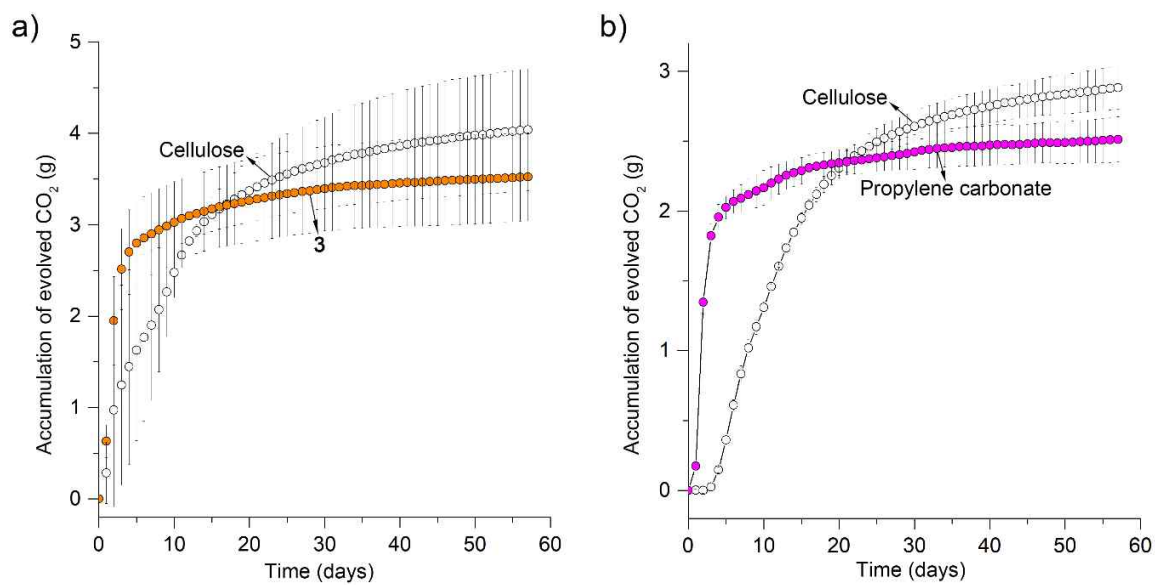 a)
Accumulation of evolved CO₂ (g)
5
4
3
2
1
0
Cellulose
3
0 10 20 30 40 50 60
Time (days)
b)
Accumulation of evolved CO₂ (g)
3
2
1
0
Cellulose
Propylene carbonate
0 10 20 30 40 50 60
Time (days)